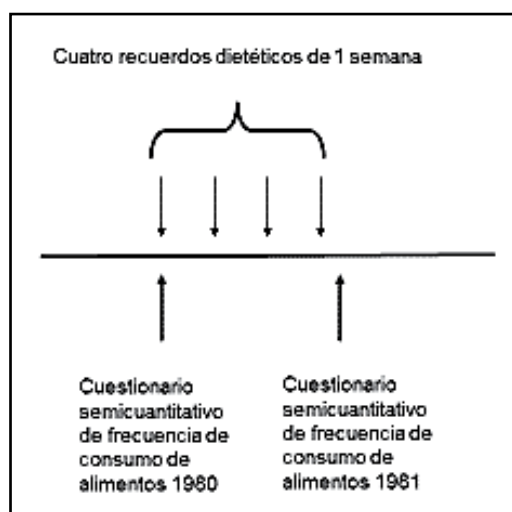 Cuatro recuerdos dietéticos de 1 semana
Cuestionario
semicuantitativo
de frecuencia de
consumo de
alimentos 1980
Cuestionario
semicuantitativo
de frecuencia de
consumo de
alimentos 1981